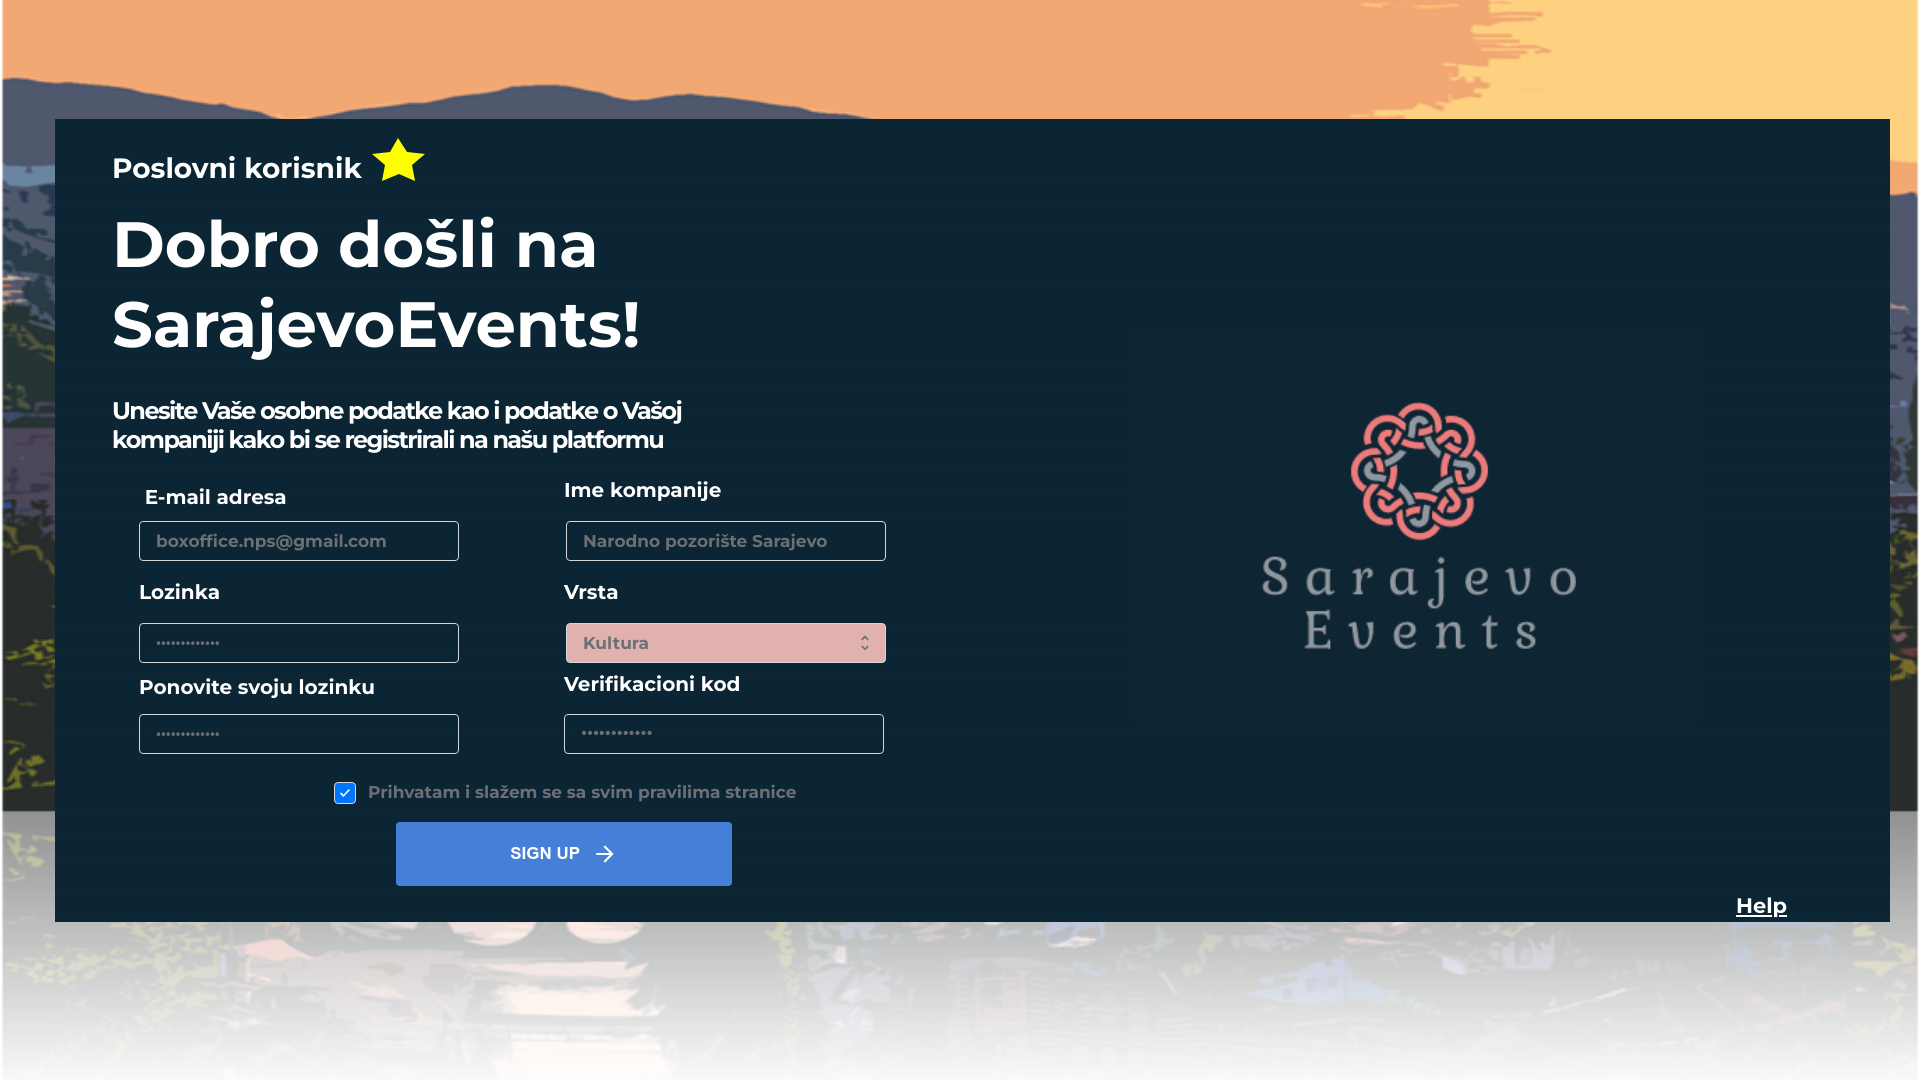 Poslovni korisnik
Dobro došli na
SarajevoEvents!
Unesite Vaše osobne podatke kao i podatke o Vašoj
kompaniji kako bi se registrirali na našu platformu
E-mail adresa
boxoffice.nps@gmail.com
Lozinka
•••••••••••••
Ponovite svoju lozinku
•••••••••••••
Ime kompanije
Narodno pozorište Sarajevo
Vrsta
Kultura
Verifikacioni kod
••••••••••••
Prihvatam i slažem se sa svim pravilima stranice
SIGN UP
Sarajevo
Events
Help